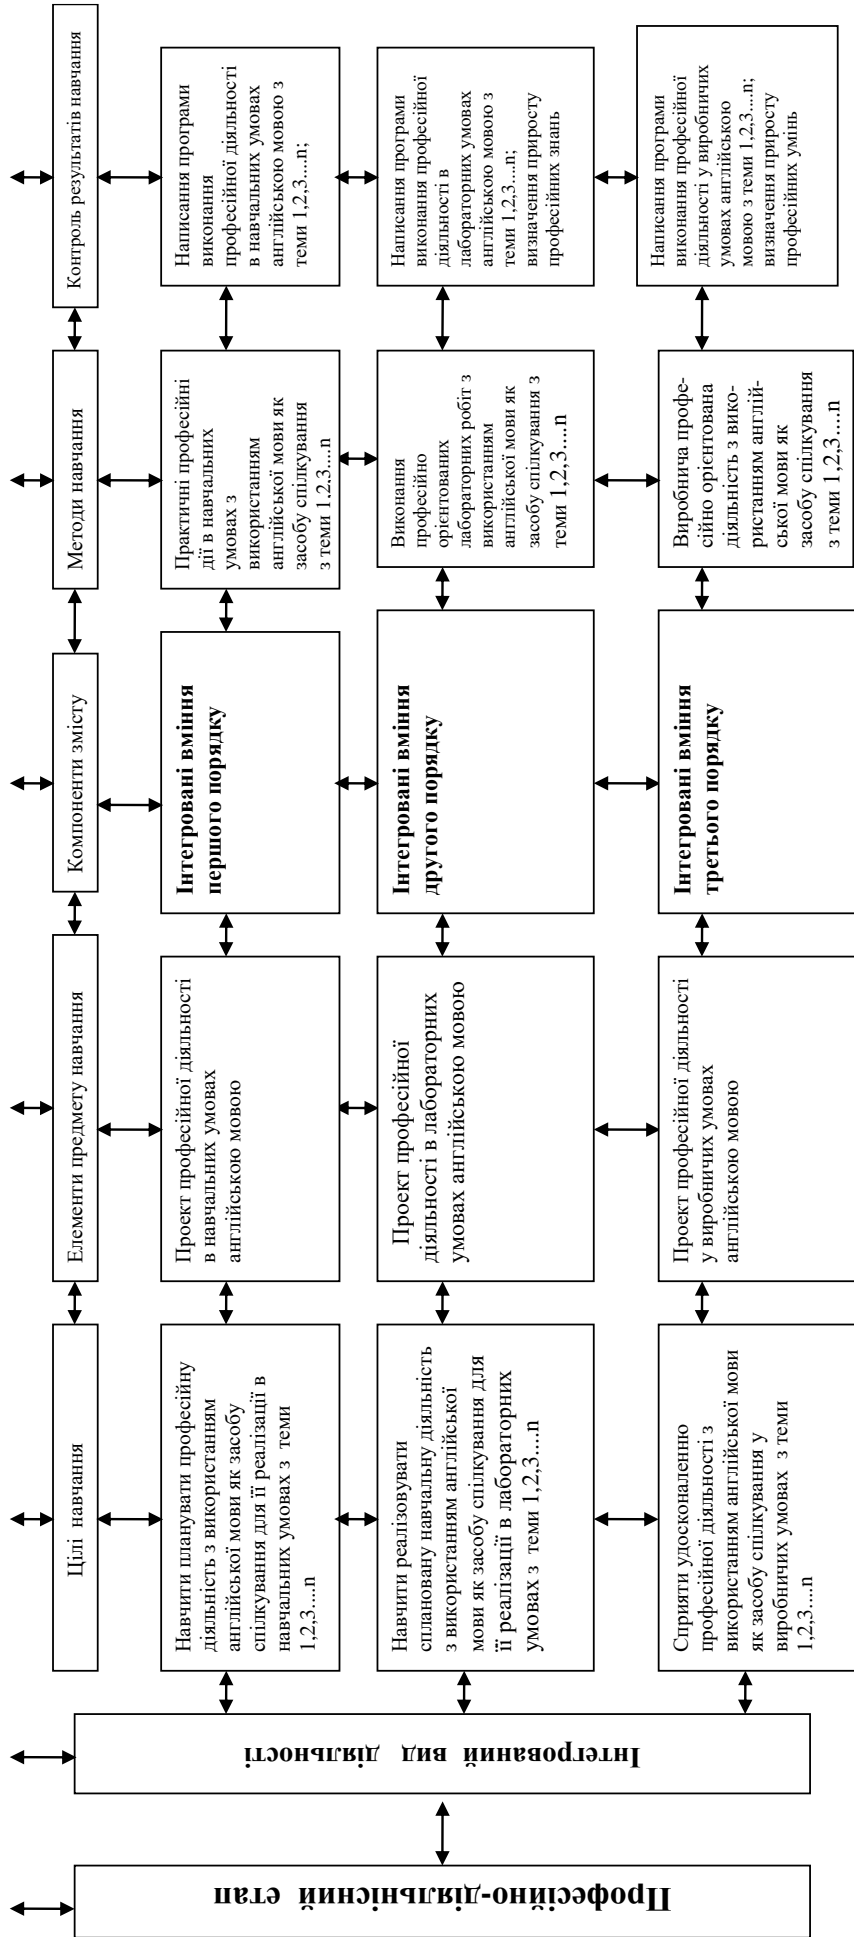 Професійно-діяльнісний етап
Інтегрований вид діяльності
Цілі навчання
Елементи предмету навчання
Компоненти змісту
Методи навчання
Контроль результатів навчання
Навчити планувати професійну
діяльність з використанням
англійської мови як засобу
спілкування для її реалізації в
навчальних умовах з теми
1,2,3....n
Проект професійної діяльності
в навчальних умовах
англійською мовою
Інтегровані вміння
першого порядку
Практичні професійні
дії в навчальних
умовах з
використанням
англійської мови як
засобу спілкування
з теми 1,2,3....n
Написання програми
виконання
професійної діяльності
в навчальних умовах
англійською мовою з
теми 1,2,3....n;
Навчити реалізовувати
сплановану навчальну діяльність
з використанням англійської
мови як засобу спілкування для
її реалізації в лабораторних
умовах з теми 1,2,3....n
Проект професійної
діяльності в лабораторних
умовах англійською мовою
Інтегровані вміння
другого порядку
Виконання
професійно
орієнтованих
лабораторних робіт з
використанням
англійської мови як
засобу спілкування з
теми 1,2,3....n
Написання програми
виконання професійної
діяльності в
лабораторних умовах
англійською мовою з
теми 1,2,3....n;
визначення приросту
професійних знань
Сприяти удосконаленню
професійної діяльності з
використанням англійської мови
як засобу спілкування у
виробничих умовах з теми
1,2,3....n
Проект професійної діяльності
у виробничих умовах
англійською мовою
Інтегровані вміння
третього порядку
Виробнича профе-
сійно орієнтована
діяльність з вико-
ристанням англій-
ської мови як
засобу спілкування
з теми 1,2,3....n
Написання програми
виконання професійної
діяльності у виробничих
умовах англійською
мовою з теми 1,2,3....n;
визначення приросту
професійних умінь